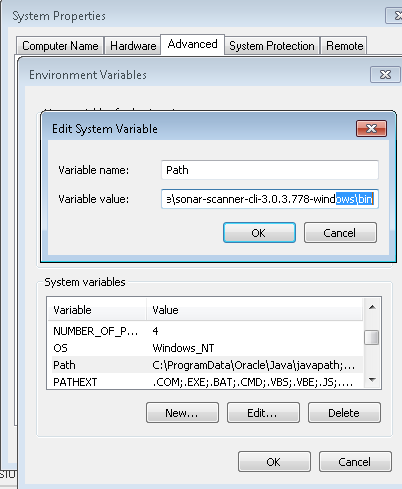 System Properties
Computer Name Hardware Advanced System Protection Remote
Environment Variables
Edit System Variable
Variable name: Path
Variable value: e\sonar-scanner-cli-3.0.3.778-windows\bin
OK Cancel
System variables
Variable Value
NUMBER_OF_P... 4
OS Windows_NT
Path C:\ProgramData\Oracle\Java\javapath;...
PATHEXT .COM;.EXE;.BAT;.CMD;.VBS;.VBE;.JS;....
New... Edit... Delete
OK Cancel